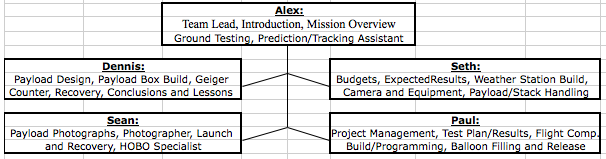 Alex:
Team Lead, Introduction, Mission Overview
Ground Testing, Prediction/Tracking Assistant
Dennis:
Payload Design, Payload Box Build, Geiger
Counter, Recovery, Conclusions and Lessons
Seth:
Budgets, ExpectedResults, Weather Station Build,
Camera and Equipment, Payload/Stack Handling
Sean:
Payload Photographs, Photographer, Launch
and Recovery, HOBO Specialist
Paul:
Project Management, Test Plan/Results, Flight Comp.
Build/Programming, Balloon Filling and Release